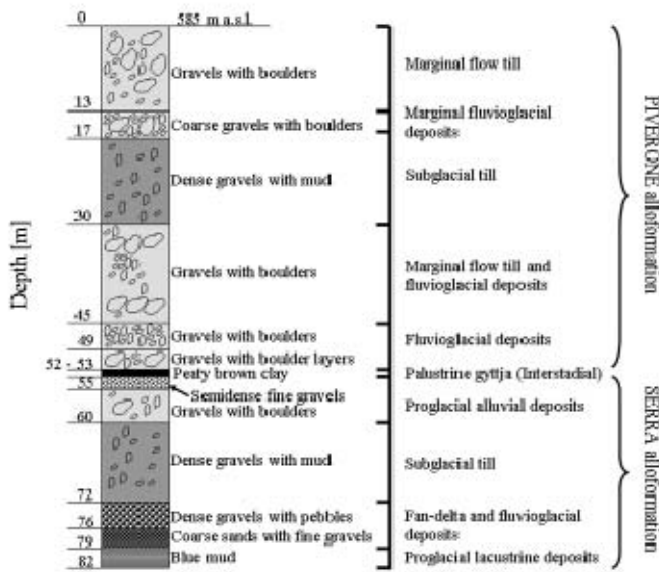 0
585 m a.s.l.
Gravels with boulders
Marginal flow till
13
Coarse gravels with boulders
Marginal fluvioglacial
deposits
17
Dense gravels with mud
Subglacial till
30
Gravels with boulders
Marginal flow till and
fluvioglacial deposits
45
Gravels with boulders
Fluvioglacial deposits
49
Gravels with boulder layers
52 - 53
Peaty brown clay
Palustrine gyttja (Interstadial)
55
Semidense fine gravels
Gravels with boulders
Proglacial alluvial deposits
60
Dense gravels with mud
Subglacial till
72
Dense gravels with pebbles
Fan-delta and fluvioglacial
deposits
76
Coarse sands with fine gravels
79
Blue mud
Proglacial lacustrine deposits
82
Depth [m]
PIVERONE alloformation
SERRA alloformation